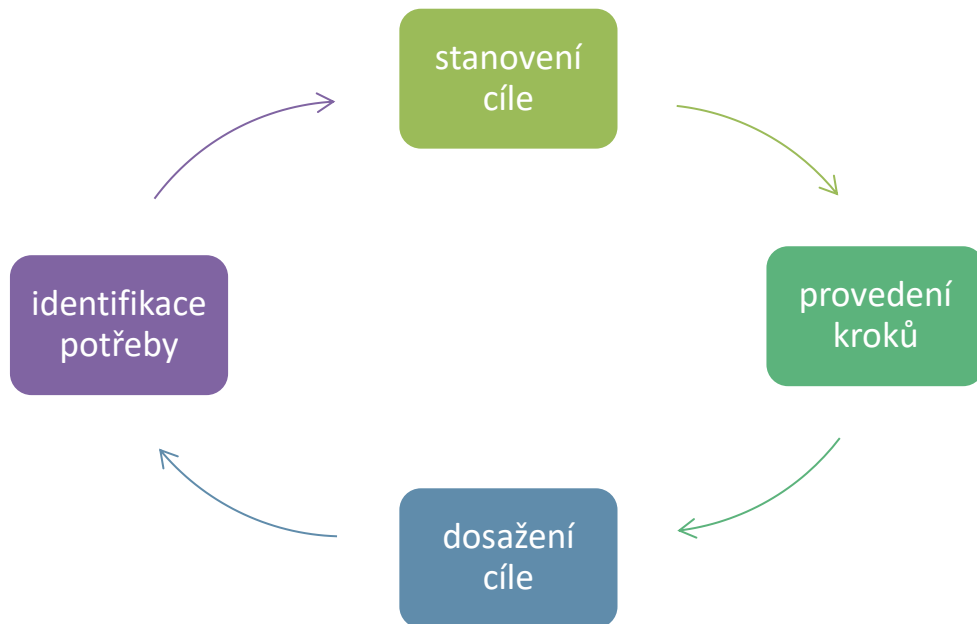 stanovení
cíle
identifikace
potřeby
provedení
kroků
dosažení
cíle